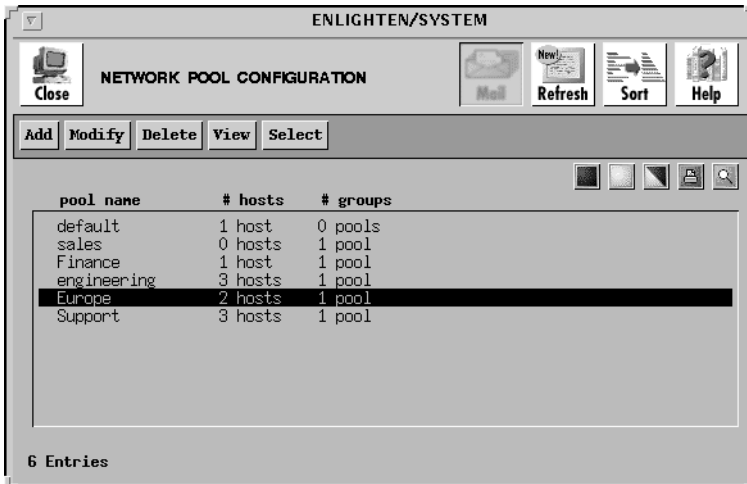 ENLIGHTEN/SYSTEM
Close
NETWORK POOL CONFIGURATION
Mail
New!
Refresh
Sort
Help
Add Modify Delete View Select
pool name # hosts # groups
default 1 host 0 pools
sales 0 hosts 1 pool
Finance 1 host 1 pool
engineering 3 hosts 1 pool
Europe 2 hosts 1 pool
Support 3 hosts 1 pool
6 Entries